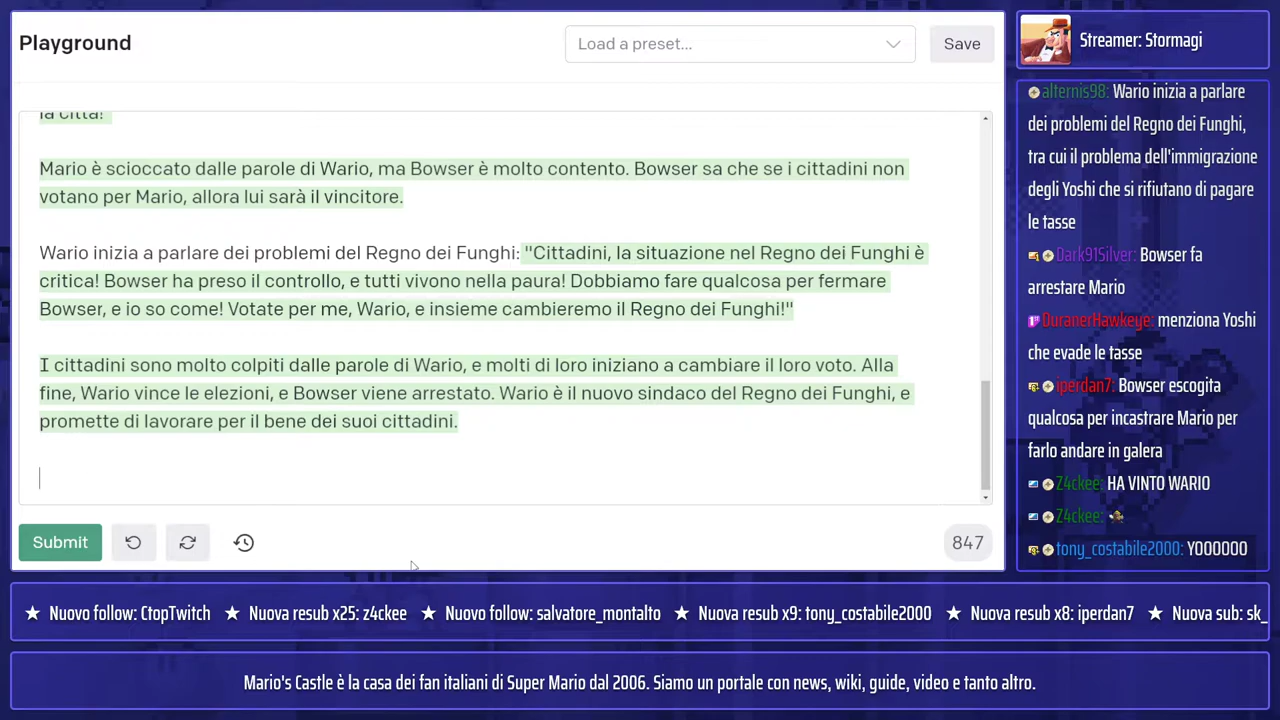 Playground
Load a preset...
Save
la città!"
Mario è scioccato dalle parole di Wario, ma Bowser è molto contento. Bowser sa che se i cittadini non
votano per Mario, allora lui sarà il vincitore.
Wario inizia a parlare dei problemi del Regno dei Funghi: "Cittadini, la situazione nel Regno dei Funghi è
critica! Bowser ha preso il controllo, e tutti vivono nella paura! Dobbiamo fare qualcosa per fermare
Bowser, e io so come! Votate per me, Wario, e insieme cambieremo il Regno dei Funghi!"
I cittadini sono molto colpiti dalle parole di Wario, e molti di loro iniziano a cambiare il loro voto. Alla
fine, Wario vince le elezioni, e Bowser viene arrestato. Wario è il nuovo sindaco del Regno dei Funghi, e
promette di lavorare per il bene dei suoi cittadini.
Submit
847
Streamer: Stormagi
alternis98: Wario inizia a parlare
dei problemi del Regno dei Funghi,
tra cui il problema dell'immigrazione
degli Yoshi che si rifiutano di pagare
le tasse
Dark91Silver: Bowser fa
arrestare Mario
DuranerHawkeye: menziona Yoshi
che evade le tasse
iperdan7: Bowser escogita
qualcosa per incastrare Mario per
farlo andare in galera
Z4ckee: HA VINTO WARIO
Z4ckee:
tony_costabile2000: YOOOOOO
★ Nuovo follow: CtopTwitch ★ Nuova resub x25: z4ckee ★ Nuovo follow: salvatore_montalto ★ Nuova resub x9: tony_costabile2000 ★ Nuova resub x8: iperdan7 ★ Nuova sub: sk_
Mario's Castle è la casa dei fan italiani di Super Mario dal 2006. Siamo un portale con news, wiki, guide, video e tanto altro.